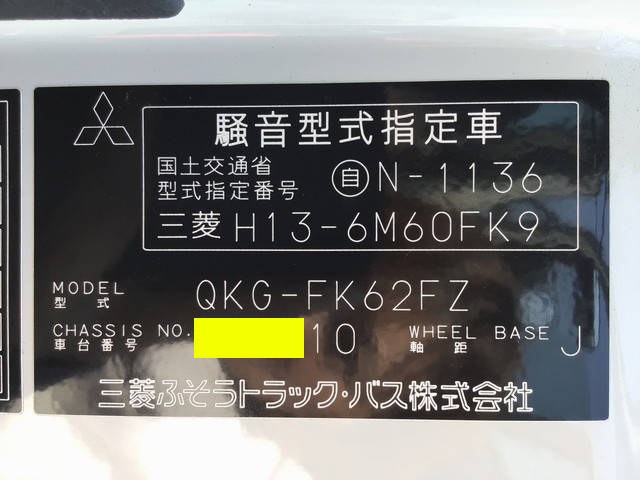 騒音型式指定車
国土交通省
型式指定番号 自N-1136
三菱 H13-6M60FK9
MODEL
型式 QKG-FK62FZ
CHASSIS NO. 10 WHEEL BASE J
車台番号 軸距
三菱ふそうトラック・バス株式会社